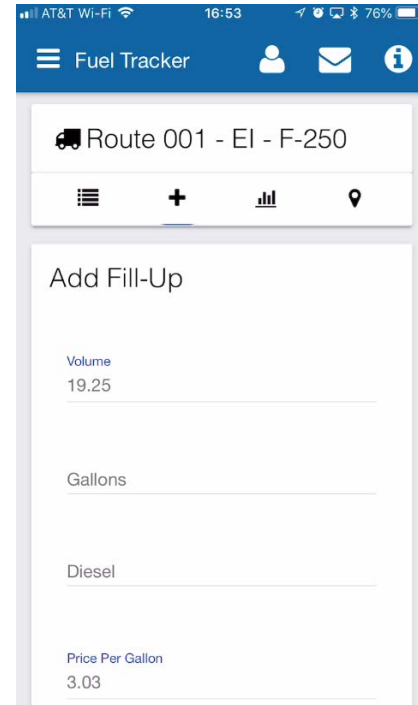 AT&T Wi-Fi 16:53 76%
Fuel Tracker
Route 001 - EI - F-250
Add Fill-Up
Volume
19.25
Gallons
Diesel
Price Per Gallon
3.03